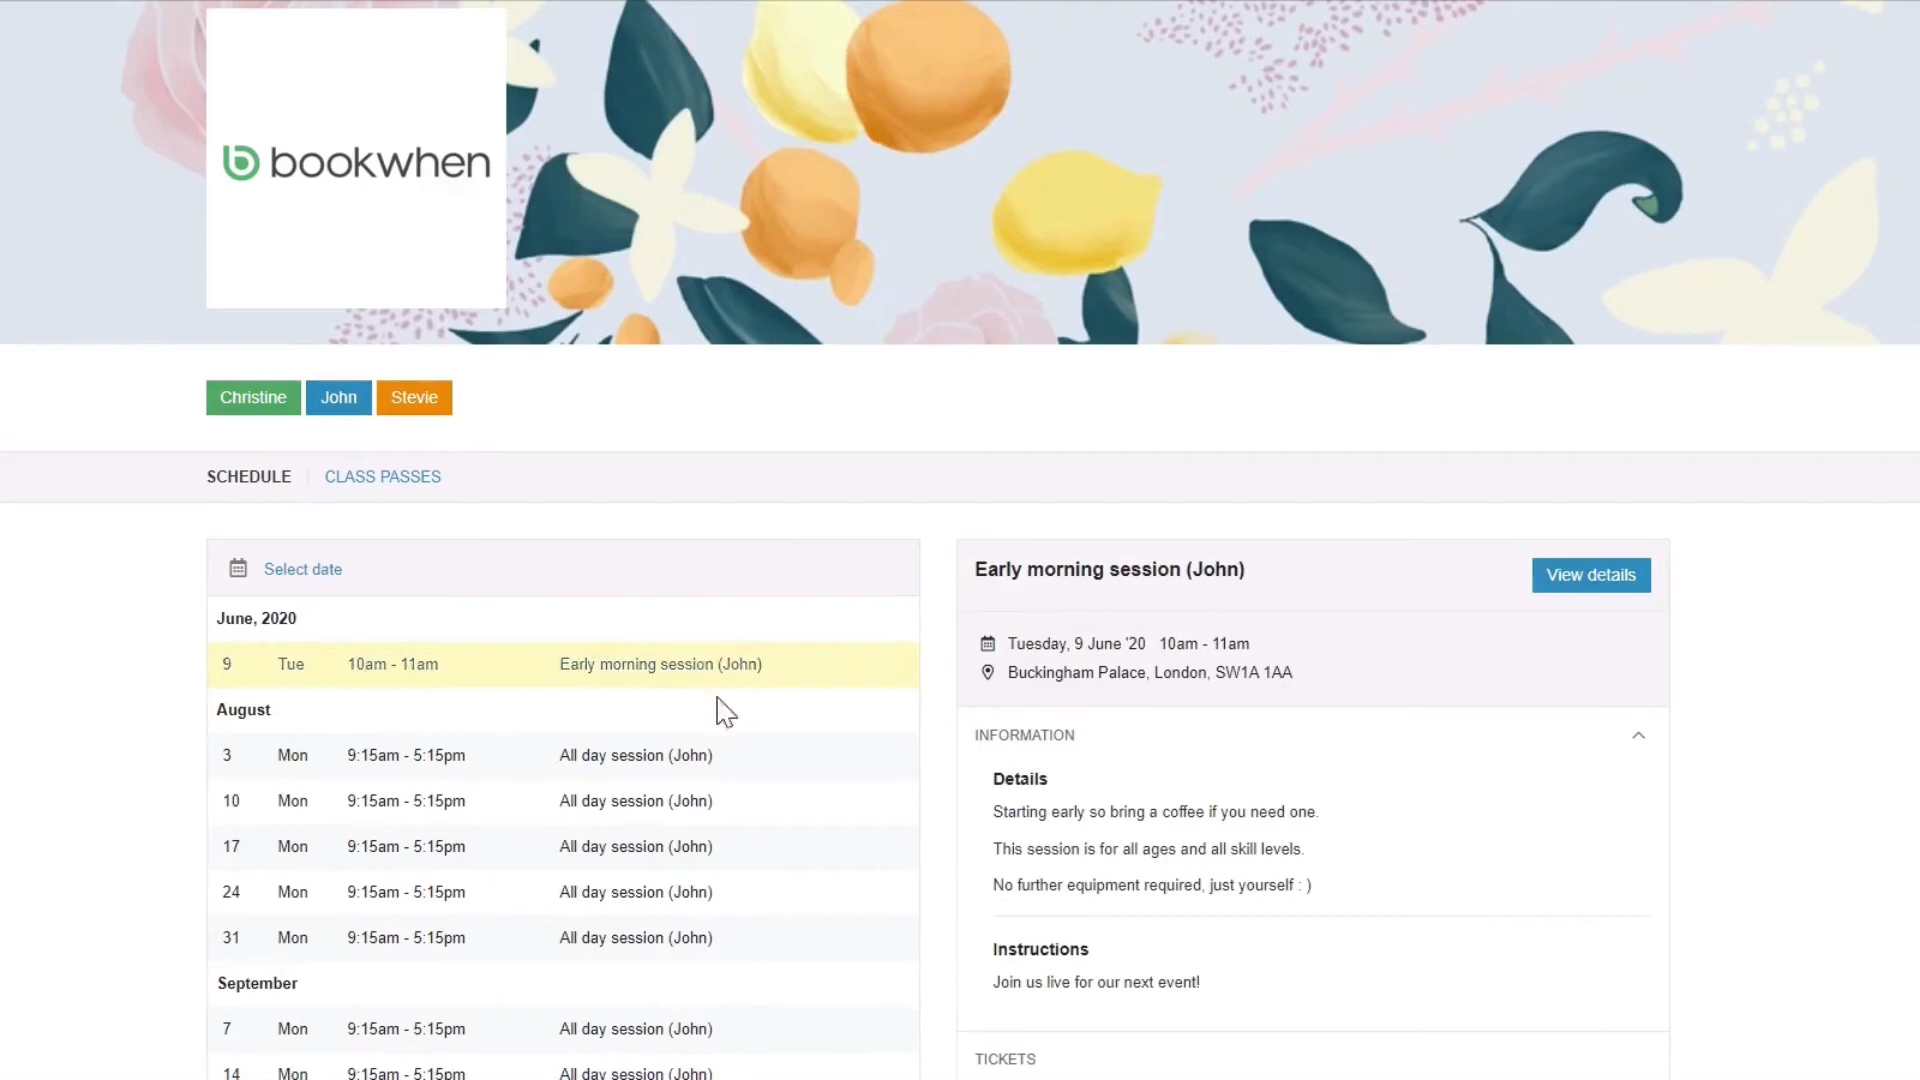 bookwhen
Christine John Stevie
SCHEDULE CLASS PASSES
Select date
June, 2020
9 Tue 10am - 11am Early morning session (John)
August
3 Mon 9:15am - 5:15pm All day session (John)
10 Mon 9:15am - 5:15pm All day session (John)
17 Mon 9:15am - 5:15pm All day session (John)
24 Mon 9:15am - 5:15pm All day session (John)
31 Mon 9:15am - 5:15pm All day session (John)
September
7 Mon 9:15am - 5:15pm All day session (John)
14 Mon 9:15am - 5:15pm All day session (John)
Early morning session (John) View details
Tuesday, 9 June '20 10am - 11am
Buckingham Palace, London, SW1A 1AA
INFORMATION
Details
Starting early so bring a coffee if you need one.
This session is for all ages and all skill levels.
No further equipment required, just yourself : )
Instructions
Join us live for our next event!
TICKETS